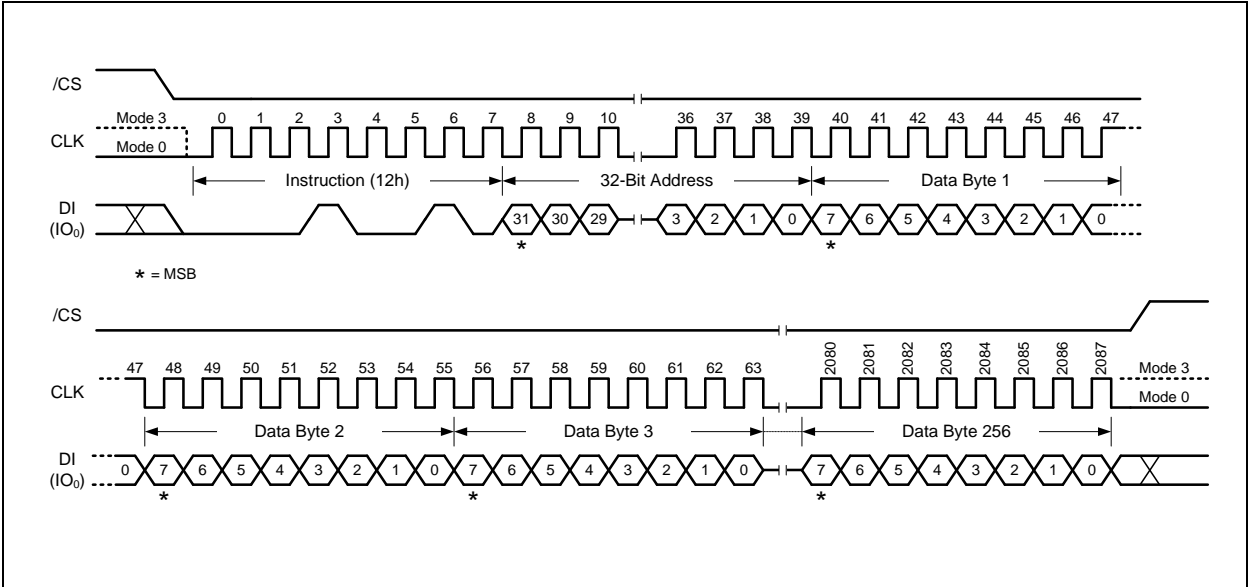 /CS
Mode 3 0 1 2 3 4 5 6 7 8 9 10 36 37 38 39 40 41 42 43 44 45 46 47
CLK Mode 0
Instruction (12h) 32-Bit Address Data Byte 1
DI (IO₀) 31 30 29 3 2 1 0 7 6 5 4 3 2 1 0
* *
* = MSB
/CS
47 48 49 50 51 52 53 54 55 56 57 58 59 60 61 62 63 2080 2081 2082 2083 2084 2085 2086 2087 Mode 3
CLK Mode 0
Data Byte 2 Data Byte 3 Data Byte 256
DI (IO₀) 0 7 6 5 4 3 2 1 0 7 6 5 4 3 2 1 0 7 6 5 4 3 2 1 0
* * *